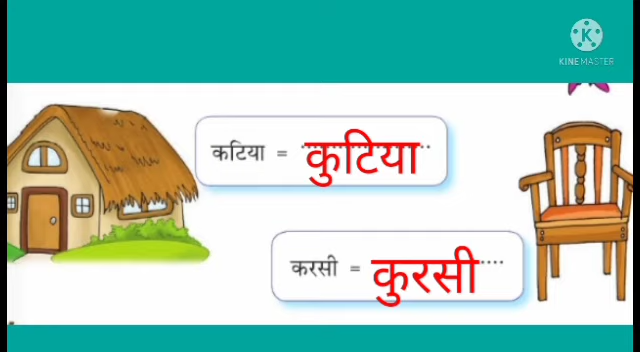 KINEMASTER
कटिया = कुटिया
करसी = कुरसी